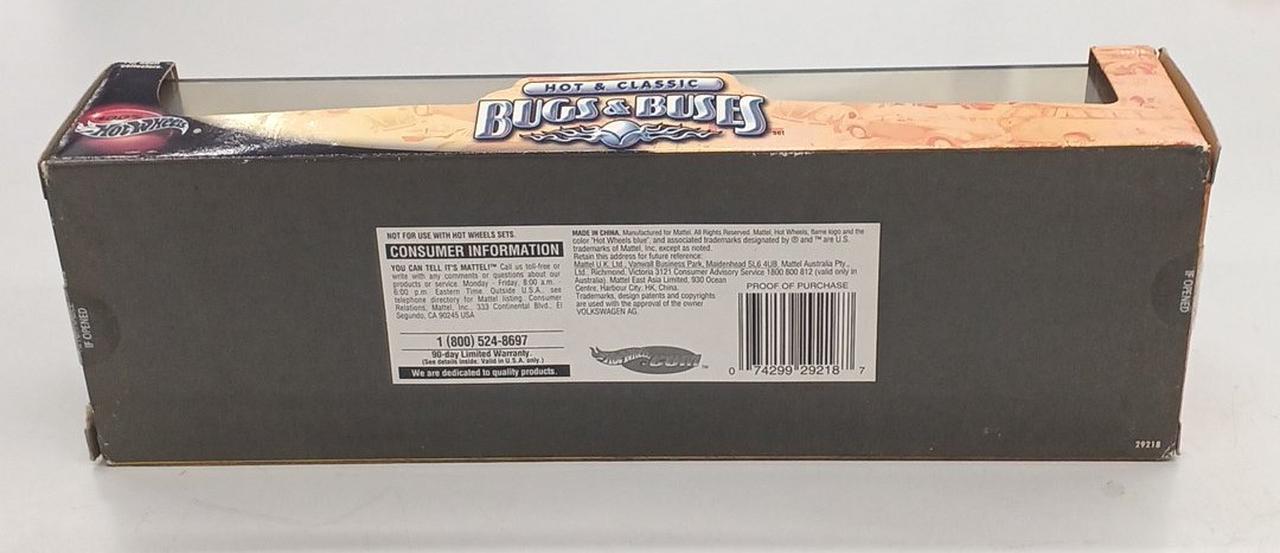 HOT & CLASSIC
BUGS & BUSES
SET
HOT WHEELS
NOT FOR USE WITH HOT WHEELS SETS.
CONSUMER INFORMATION
YOU CAN TELL IT'S MATTEL!™ Call us toll-free or
write with any comments or questions about our
products or service. Monday - Friday, 8:00 a.m. -
6:00 p.m. Eastern Time. Outside U.S.A., see
telephone directory for Mattel listing. Consumer
Relations, Mattel, Inc., 333 Continental Blvd., El
Segundo, CA 90245 USA
1 (800) 524-8697
90-day Limited Warranty.
(See details inside: Valid in U.S.A. only.)
We are dedicated to quality products.
MADE IN CHINA. Manufactured for Mattel. All Rights Reserved. Mattel, Hot Wheels, flame logo and the
color "Hot Wheels blue", and associated trademarks designated by ® and ™ are U.S.
trademarks of Mattel, Inc. except as noted.
Retain this address for future reference:
Mattel U.K. Ltd., Vanwall Business Park, Maidenhead SL6 4UB. Mattel Australia Pty.,
Ltd., Richmond, Victoria 3121 Consumer Advisory Service 1800 800 812 (valid only in
Australia). Mattel East Asia Limited, 930 Ocean
Centre, Harbour City, HK, China.
Trademarks, design patents and copyrights
are used with the approval of the owner
VOLKSWAGEN AG.
HOT WHEELS .COM™
PROOF OF PURCHASE
0 74299 29218 7
IF OPENED
IF OPENED
29218